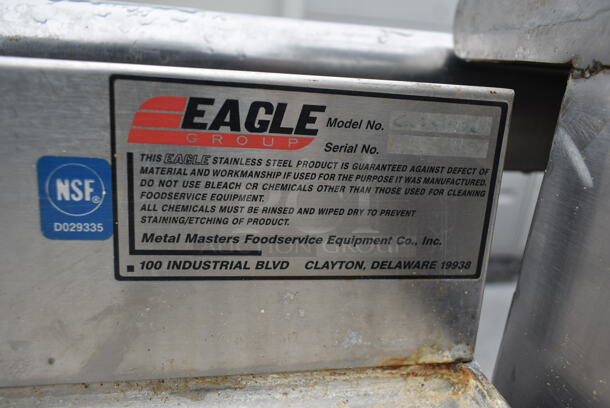 EAGLE
GROUP
Model No.
Serial No.
THIS EAGLE STAINLESS STEEL PRODUCT IS GUARANTEED AGAINST DEFECT OF
MATERIAL AND WORKMANSHIP IF USED FOR THE PURPOSE IT WAS MANUFACTURED.
DO NOT USE BLEACH OR CHEMICALS OTHER THAN THOSE USED FOR CLEANING
FOODSERVICE EQUIPMENT.
ALL CHEMICALS MUST BE RINSED AND WIPED DRY TO PREVENT
STAINING/ETCHING OF PRODUCT.
Metal Masters Foodservice Equipment Co., Inc.
100 INDUSTRIAL BLVD CLAYTON, DELAWARE 19938
NSF®
D029335